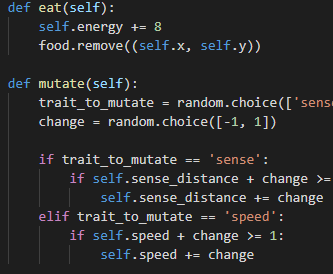 def eat(self):
    self.energy += 8
    food.remove((self.x, self.y))

def mutate(self):
    trait_to_mutate = random.choice(['sens
    change = random.choice([-1, 1])

    if trait_to_mutate == 'sense':
        if self.sense_distance + change >=
            self.sense_distance += change
    elif trait_to_mutate == 'speed':
        if self.speed + change >= 1:
            self.speed += change